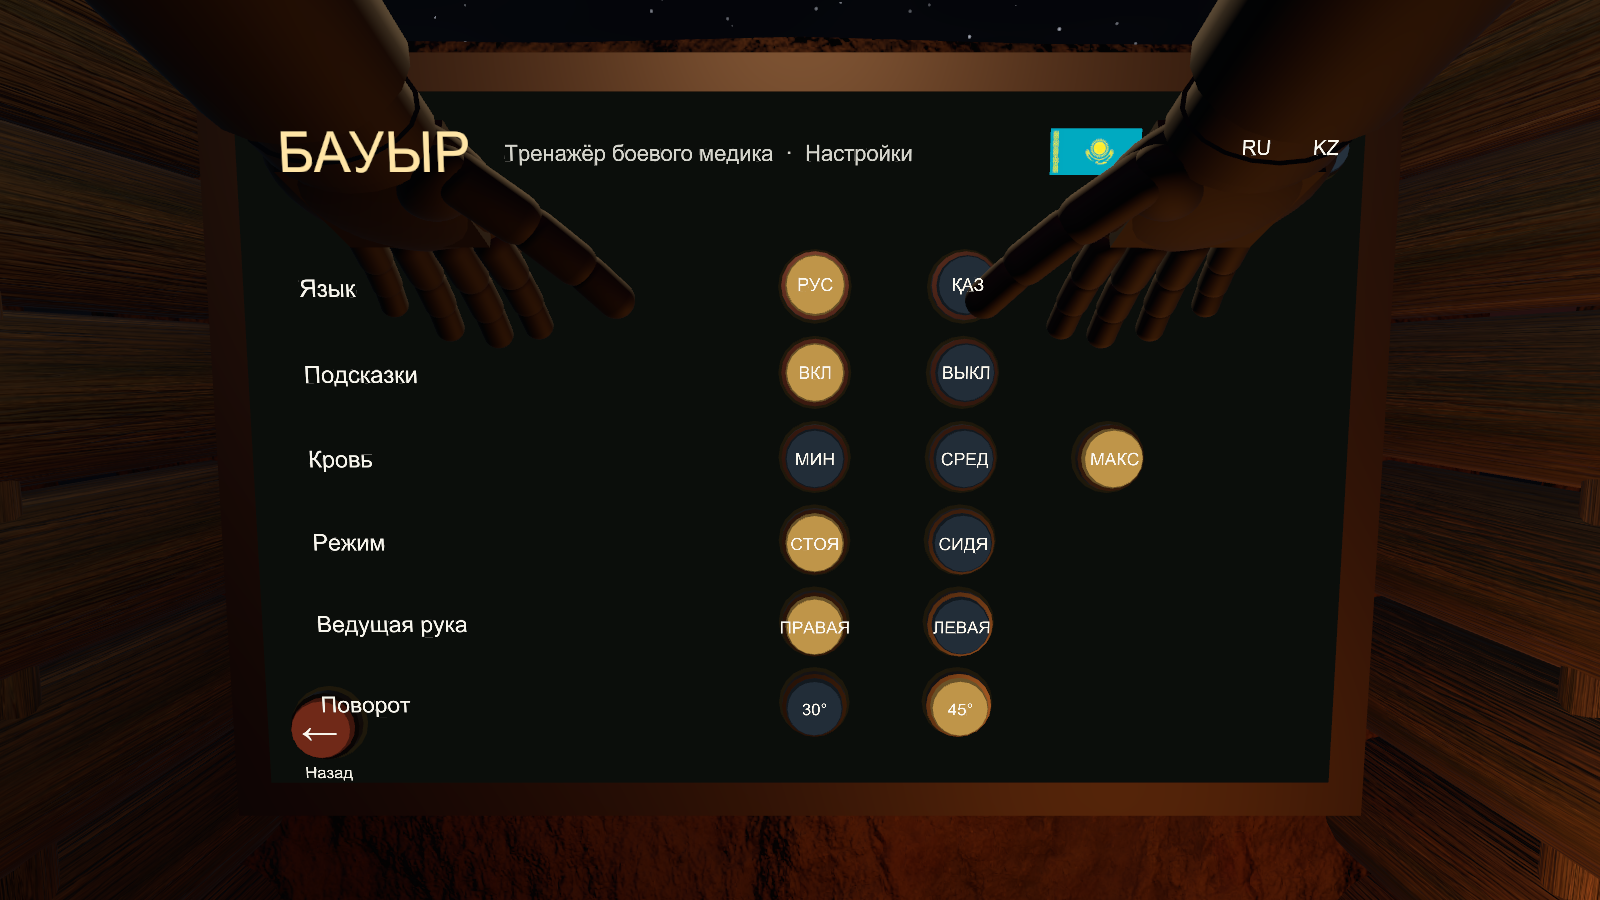 БАУЫР
Тренажёр боевого медика · Настройки
RU KZ
Язык РУС ҚАЗ
Подсказки ВКЛ ВЫКЛ
Кровь МИН СРЕД МАКС
Режим СТОЯ СИДЯ
Ведущая рука ПРАВАЯ ЛЕВАЯ
Поворот 30° 45°
←
Назад